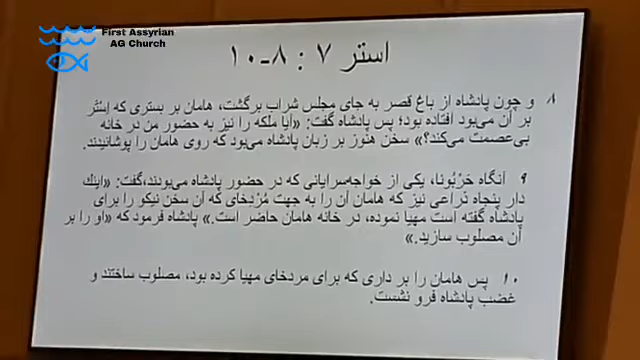 First Assyrian
AG Church
استر ۷ : ۸-۱۰
۸ و چون پادشاه از باغ قصر به جای مجلس شراب برگشت، هامان بر بستری که اِستَر
بر آن می‌بود افتاده بود؛ پس پادشاه گفت: «آیا ملکه را نیز به حضور من در خانه
بی‌عصمت می‌کند؟» سخن هنوز بر زبان پادشاه می‌بود که روی هامان را پوشانیدند.
۹ آنگاه حَرْبُونا، یکی از خواجه‌سرایانی که در حضور پادشاه می‌بودند،گفت: «اینك
دار پنجاه ذراعی نیز که هامان آن را به جهت مُرْدِخای که آن سخن نیکو را برای
پادشاه گفته است مهیا نموده، در خانه هامان حاضر است.» پادشاه فرمود که «او را بر
آن مصلوب سازید.»
۱۰ پس هامان را بر داری که برای مردخای مهیا کرده بود، مصلوب ساختند و
غضب پادشاه فرو نشست.